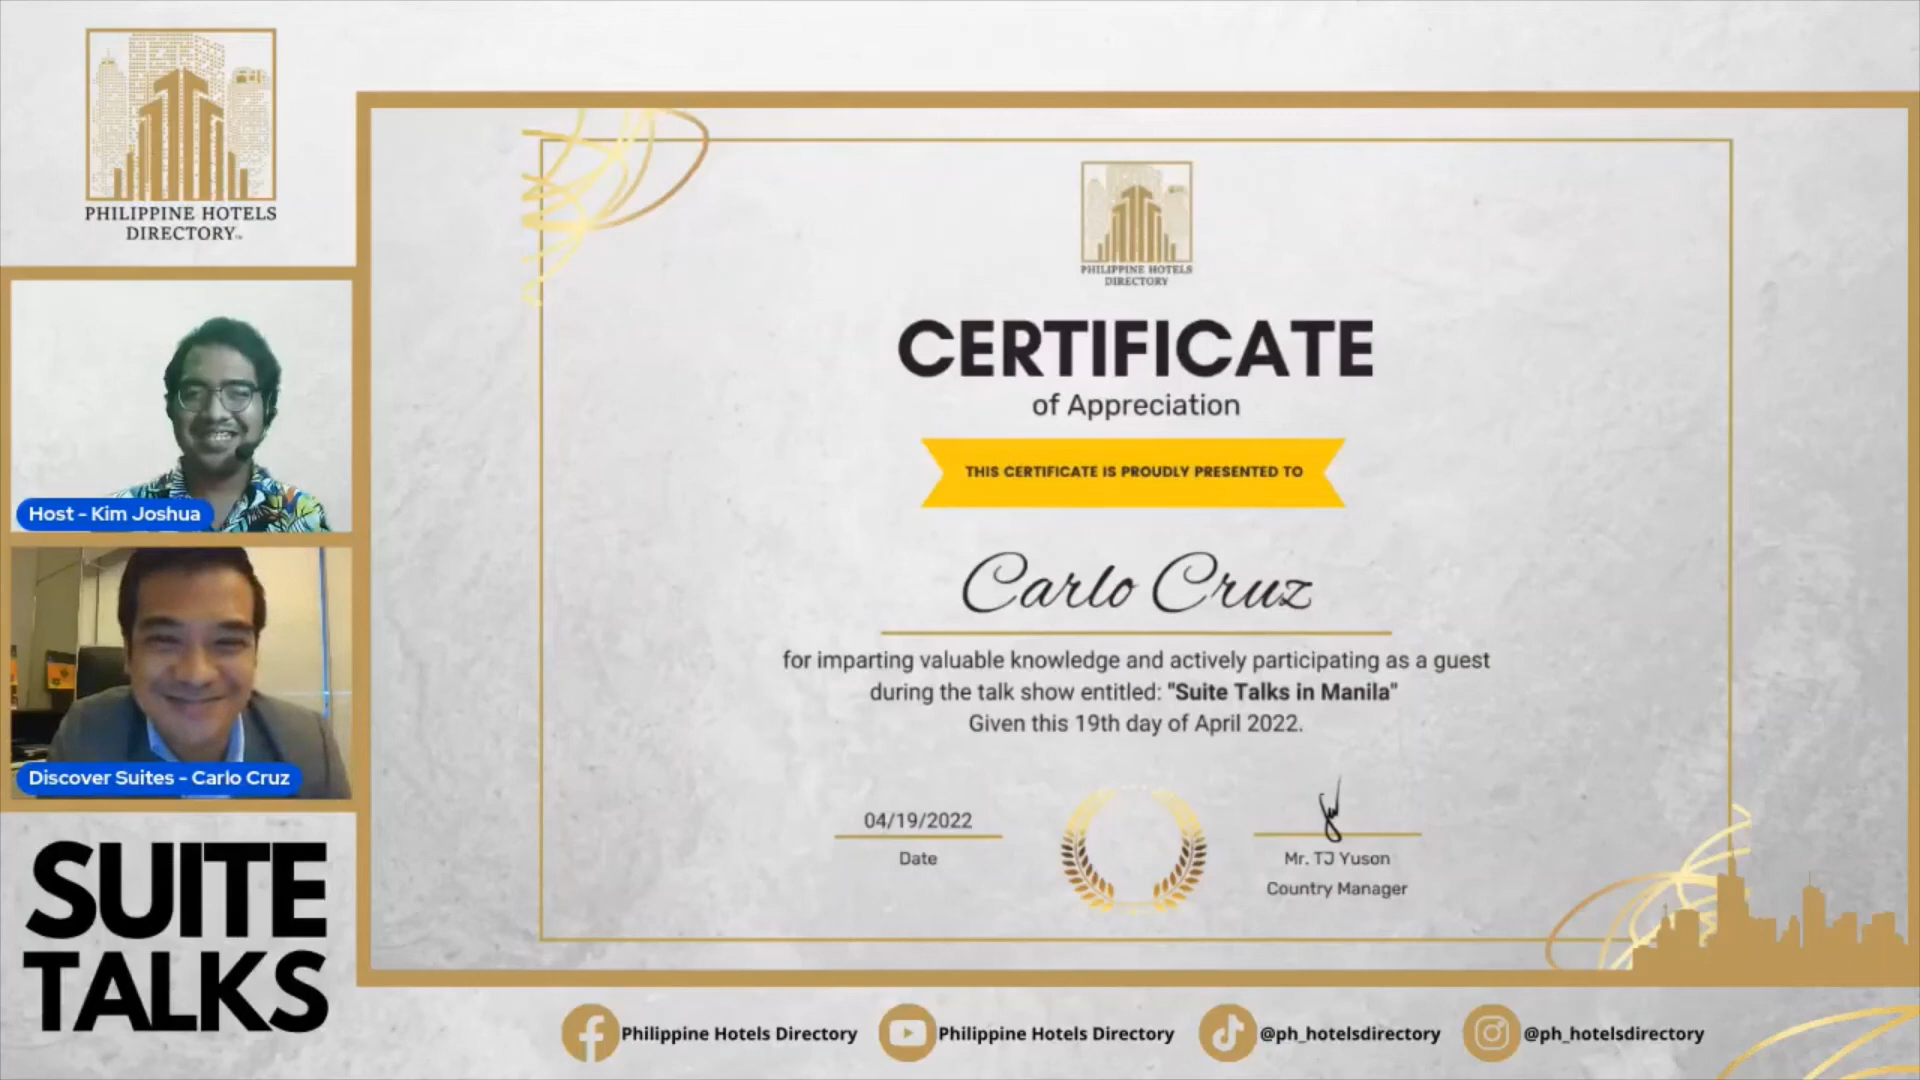 PHILIPPINE HOTELS
DIRECTORY™
Host - Kim Joshua
Discover Suites - Carlo Cruz
SUITE
TALKS
PHILIPPINE HOTELS
DIRECTORY
CERTIFICATE
of Appreciation
THIS CERTIFICATE IS PROUDLY PRESENTED TO
Carlo Cruz
for imparting valuable knowledge and actively participating as a guest
during the talk show entitled: "Suite Talks in Manila"
Given this 19th day of April 2022.
04/19/2022
Date
Mr. TJ Yuson
Country Manager
Philippine Hotels Directory
Philippine Hotels Directory
@ph_hotelsdirectory
@ph_hotelsdirectory